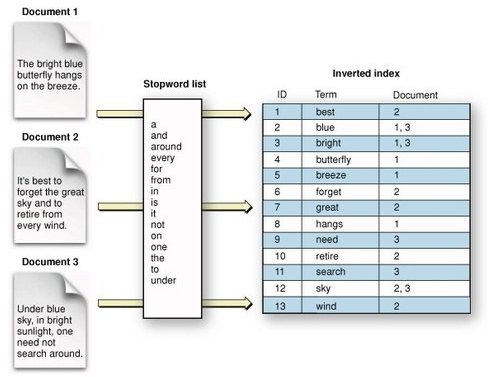 Document 1
The bright blue
butterfly hangs
on the breeze.
Document 2
It's best to
forget the great
sky and to
retire from
every wind.
Document 3
Under blue
sky, in bright
sunlight, one
need not
search around.
Stopword list
a
and
around
every
for
from
in
is
it
not
on
one
the
to
under
Inverted index
ID Term Document
1 best 2
2 blue 1, 3
3 bright 1, 3
4 butterfly 1
5 breeze 1
6 forget 2
7 great 2
8 hangs 1
9 need 3
10 retire 2
11 search 3
12 sky 2, 3
13 wind 2